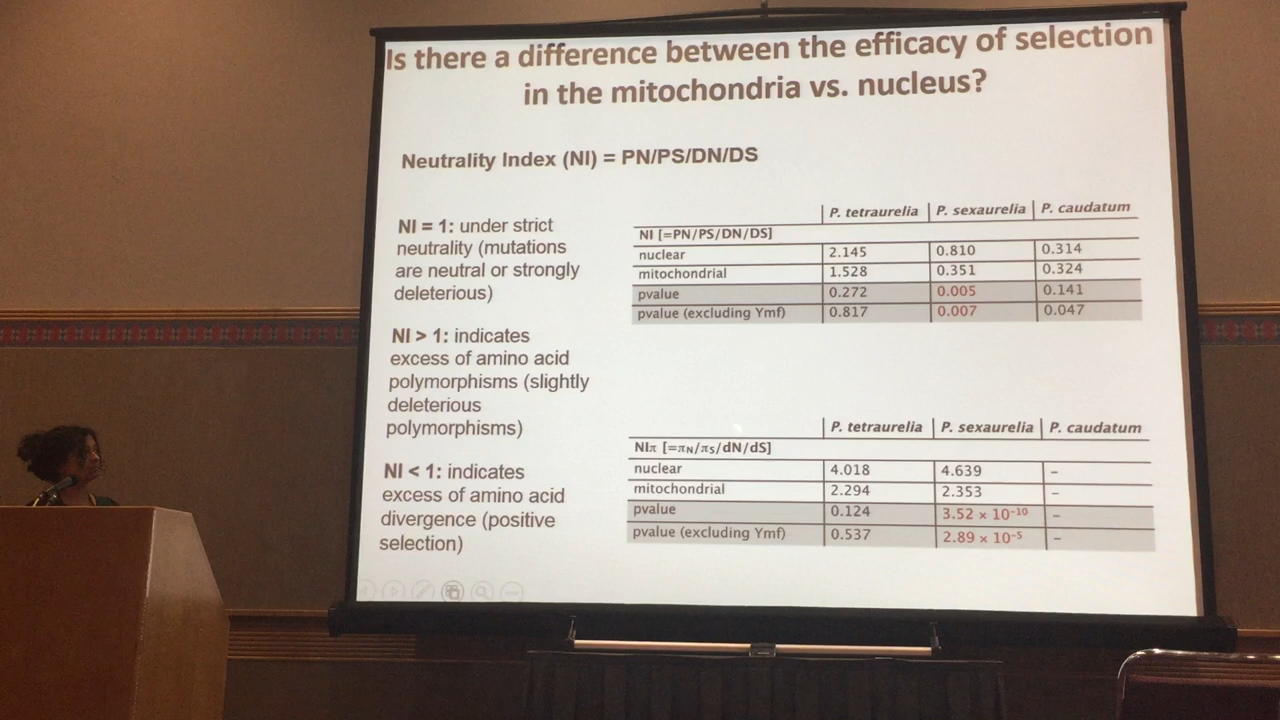 Is there a difference between the efficacy of selection
in the mitochondria vs. nucleus?
Neutrality Index (NI) = PN/PS/DN/DS
NI = 1: under strict
neutrality (mutations
are neutral or strongly
deleterious)
NI > 1: indicates
excess of amino acid
polymorphisms (slightly
deleterious
polymorphisms)
NI < 1: indicates
excess of amino acid
divergence (positive
selection)
P. tetraurelia P. sexaurelia P. caudatum
NI [=PN/PS/DN/DS]
nuclear 2.145 0.810 0.314
mitochondrial 1.528 0.351 0.324
pvalue 0.272 0.005 0.141
pvalue (excluding Ymf) 0.817 0.007 0.047
P. tetraurelia P. sexaurelia P. caudatum
NIπ [=πN/πS/dN/dS]
nuclear 4.018 4.639 –
mitochondrial 2.294 2.353 –
pvalue 0.124 3.52 × 10⁻¹⁰ –
pvalue (excluding Ymf) 0.537 2.89 × 10⁻⁵ –